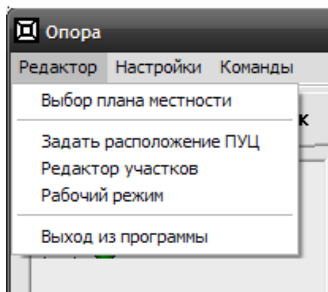 Опора
Редактор Настройки Команды
Выбор плана местности
к
Задать расположение ПУЦ
Редактор участков
Рабочий режим
Выход из программы